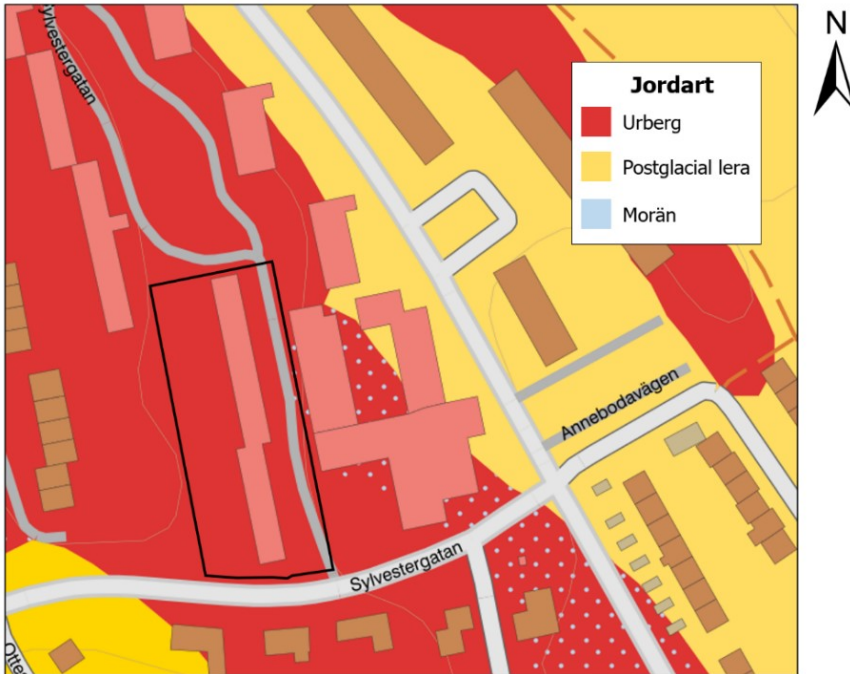 Sylvestergatan
N
Jordart
Urberg
Postglacial lera
Morän
Annebodavägen
Sylvestergatan